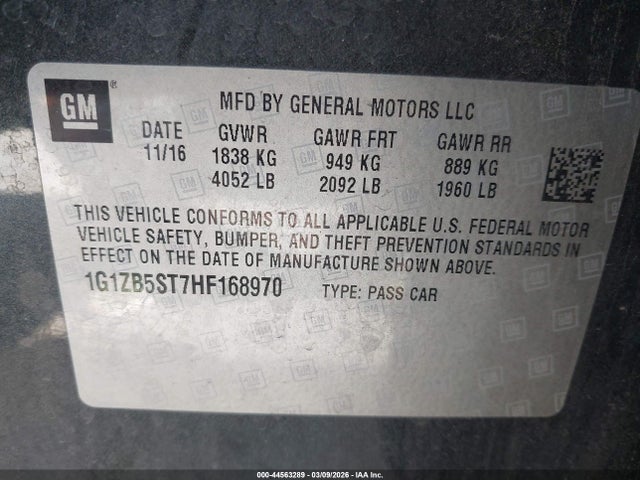 GM
MFD BY GENERAL MOTORS LLC
DATE GVWR GAWR FRT GAWR RR
11/16 1838 KG 949 KG 889 KG
4052 LB 2092 LB 1960 LB
THIS VEHICLE CONFORMS TO ALL APPLICABLE U.S. FEDERAL MOTOR
VEHICLE SAFETY, BUMPER, AND THEFT PREVENTION STANDARDS IN
EFFECT ON THE DATE OF MANUFACTURE SHOWN ABOVE.
1G1ZB5ST7HF168970 TYPE: PASS CAR
000-44563289 | 03/09/2026 | IAA Inc.